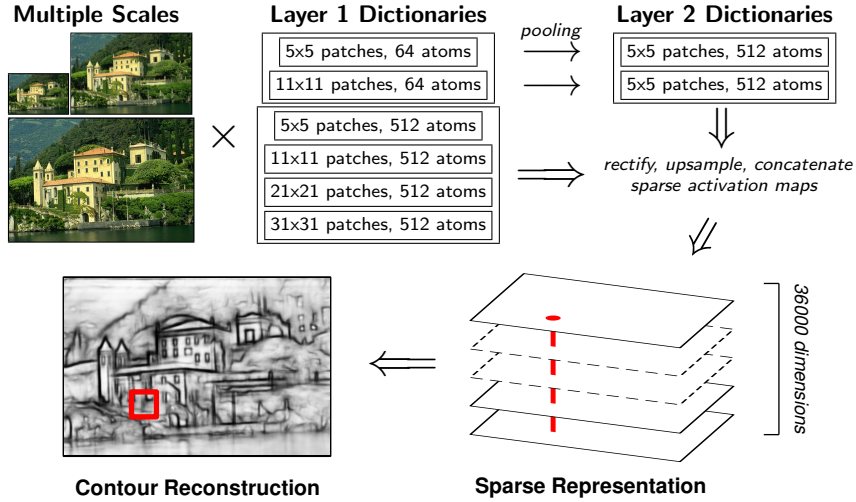 Multiple Scales
Layer 1 Dictionaries
5x5 patches, 64 atoms
11x11 patches, 64 atoms
5x5 patches, 512 atoms
11x11 patches, 512 atoms
21x21 patches, 512 atoms
31x31 patches, 512 atoms
×
pooling
Layer 2 Dictionaries
5x5 patches, 512 atoms
5x5 patches, 512 atoms
rectify, upsample, concatenate
sparse activation maps
36000 dimensions
Contour Reconstruction
Sparse Representation